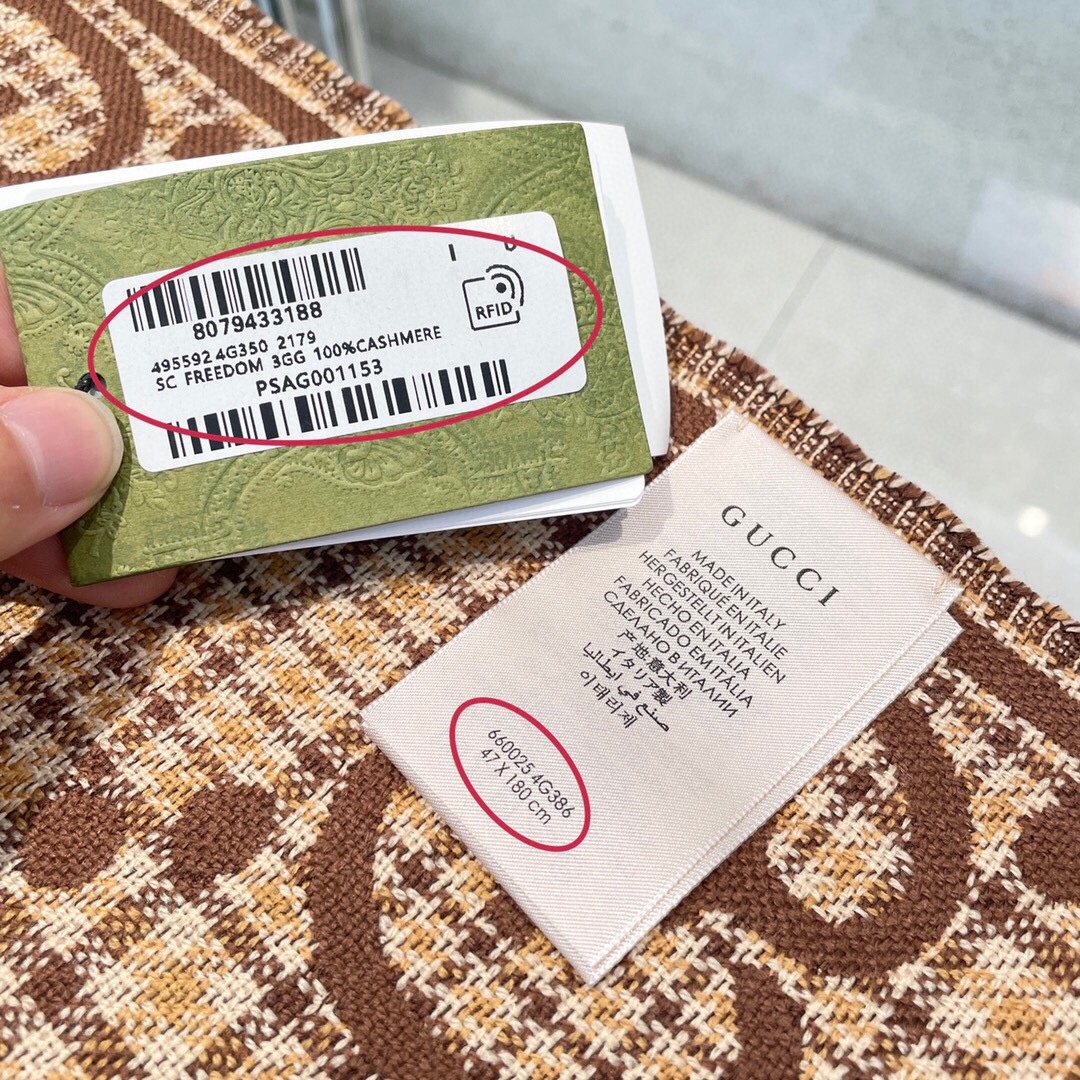 8079433188
495592 4G350 2179
SC FREEDOM 3GG 100%CASHMERE
PSAG001153
RFID
GUCCI
MADE IN ITALY
FABRIQUÉ EN ITALIE
HERGESTELLT IN ITALIEN
HECHO EN ITALIA
FABRICADO EM ITÁLIA
СДЕЛАНО В ИТАЛИИ
产地意大利
イタリア製
صنع في إيطاليا
이태리제
660025 4G386
47 X 180 cm